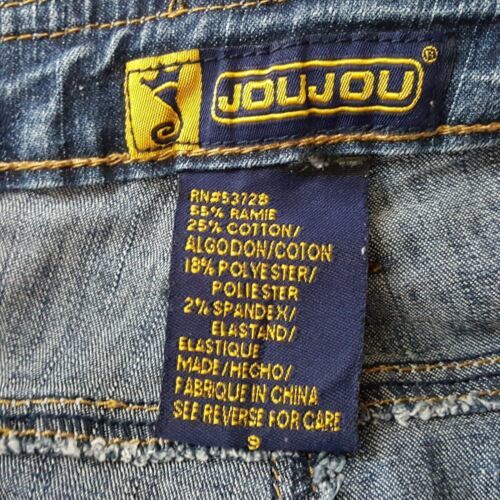 JOUJOU®
RN#53728
55% RAMIE
25% COTTON/
ALGODON/COTON
18% POLYESTER/
POLIESTER
2% SPANDEX/
ELASTAND/
ELASTIQUE
MADE/HECHO/
FABRIQUE IN CHINA
SEE REVERSE FOR CARE
9